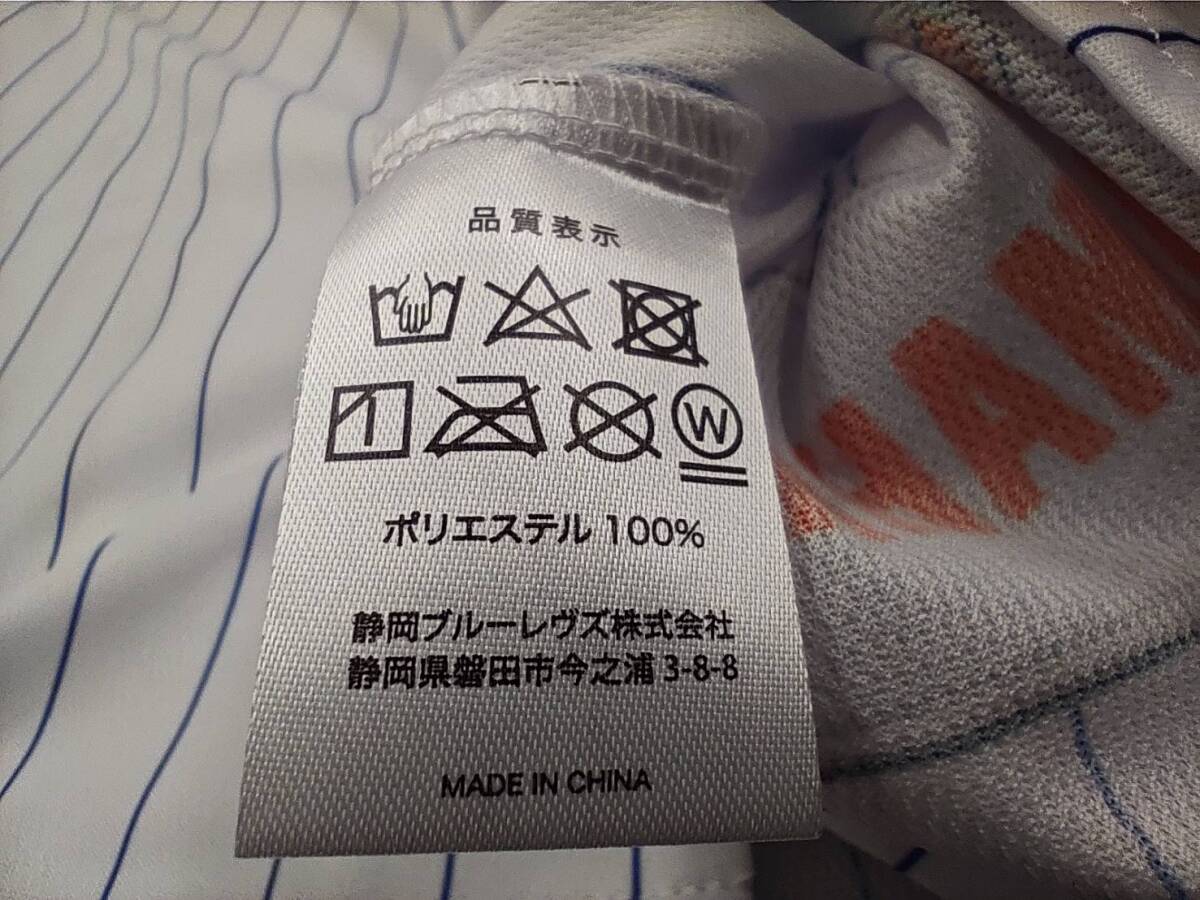 品質表示
W
ポリエステル 100%
静岡ブルーレヴズ株式会社
静岡県磐田市今之浦 3-8-8
MADE IN CHINA